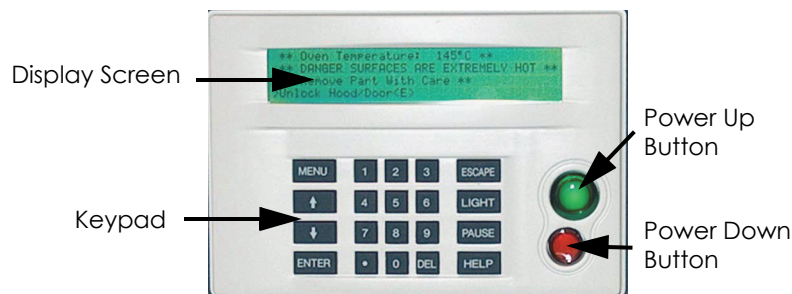 ** Oven Temperature: 145°C **
** DANGER SURFACES ARE EXTREMELY HOT **
Remove Part With Care **
>Unlock Hood/Door(E)
Display Screen
Power Up
Button
MENU 1 2 3 ESCAPE
4 5 6 LIGHT
Keypad
7 8 9 PAUSE
Power Down
Button
ENTER • 0 DEL HELP